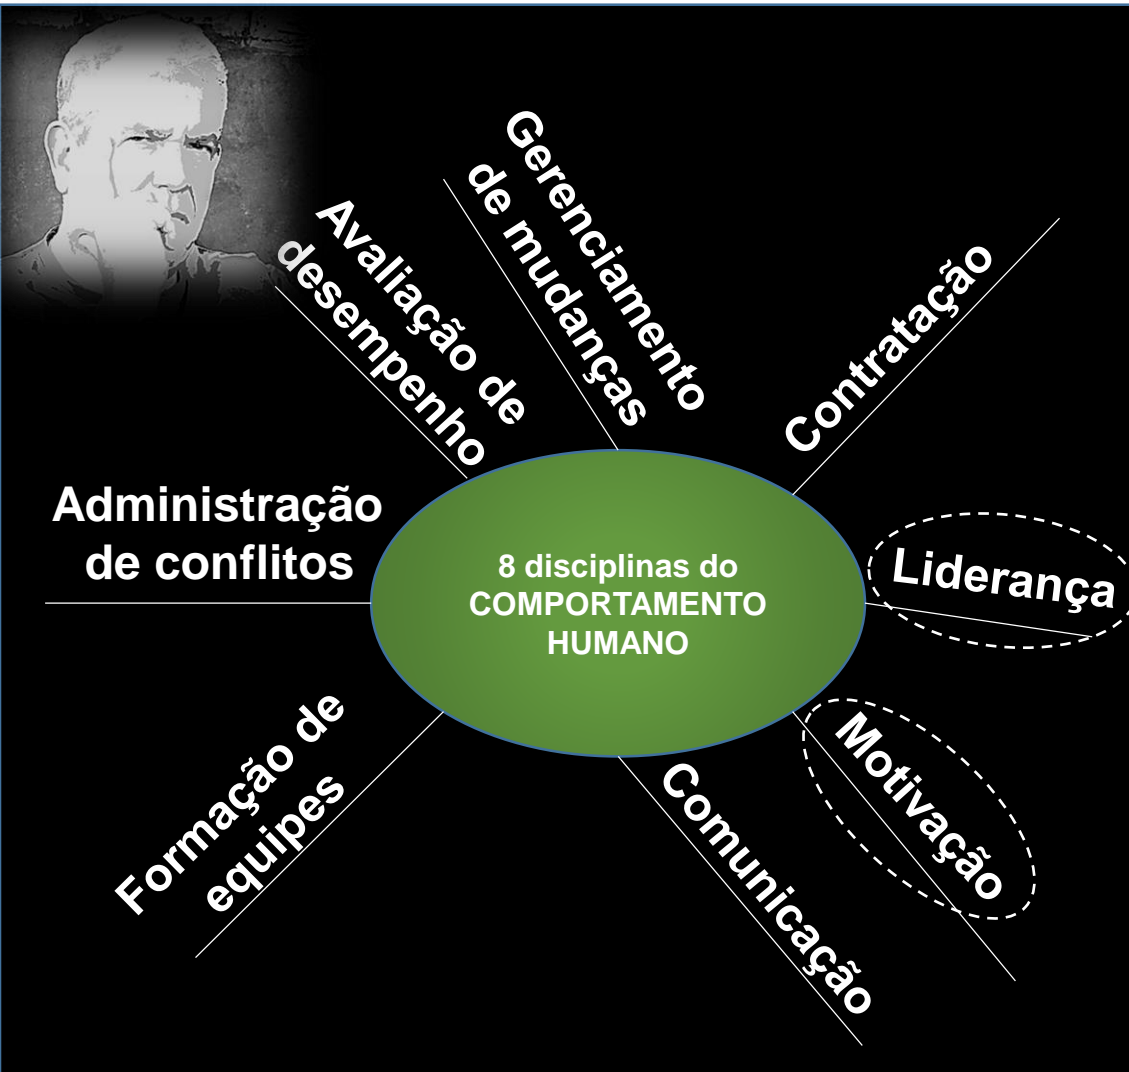 Gerenciamento
de mudanças
Avaliação de
desempenho
Contratação
Administração
de conflitos
8 disciplinas do
COMPORTAMENTO
HUMANO
Liderança
Motivação
Formação de
equipes
Comunicação